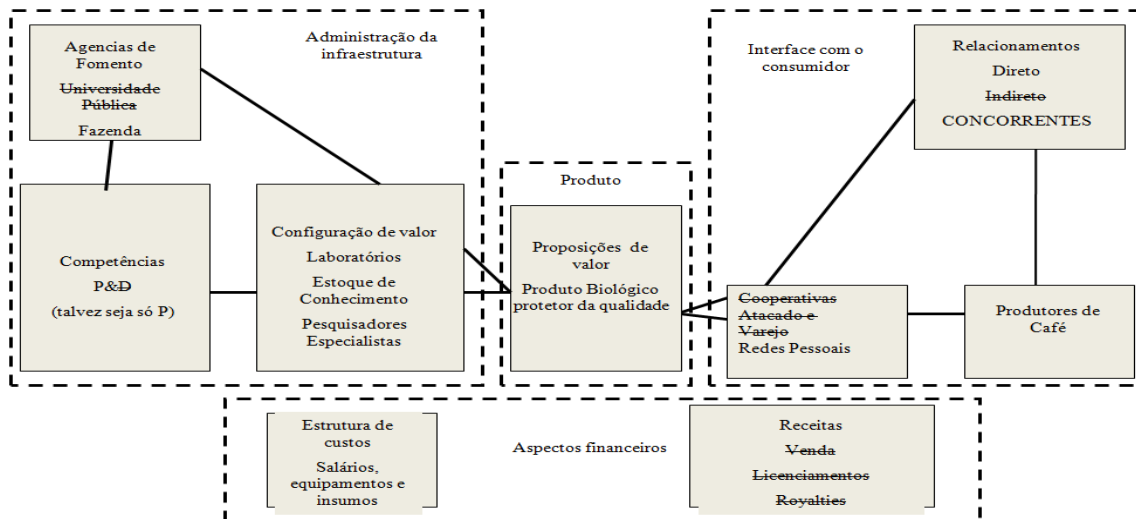 Agencias de
Fomento
Universidade
Pública
Fazenda
Administração da
infraestrutura
Competências
P&D
(talvez seja só P)
Configuração de valor
Laboratórios
Estoque de
Conhecimento
Pesquisadores
Especialistas
Produto
Proposições de
valor
Produto Biológico
protetor da qualidade
Interface com o
consumidor
Relacionamentos
Direto
Indireto
CONCORRENTES
Cooperativas
Atacado e
Varejo
Redes Pessoais
Produtores de
Café
Estrutura de
custos
Salários,
equipamentos e
insumos
Aspectos financeiros
Receitas
Venda
Licenciamentos
Royalties